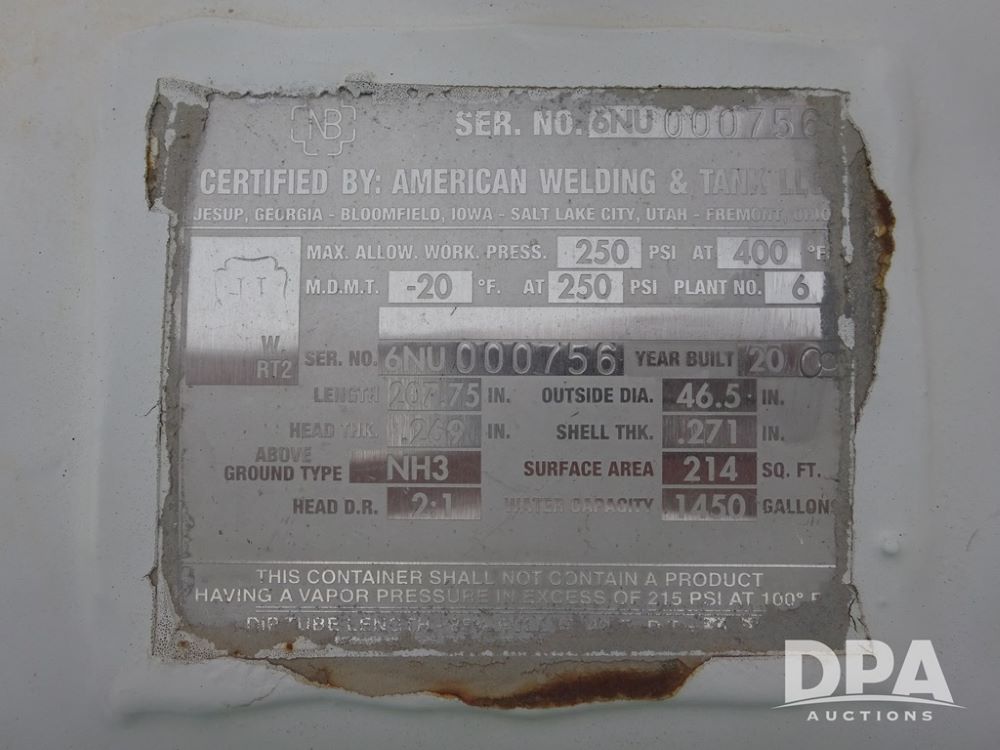 NB SER. NO. 6NU 000756
CERTIFIED BY: AMERICAN WELDING & TANK LLC
JESUP, GEORGIA - BLOOMFIELD, IOWA - SALT LAKE CITY, UTAH - FREMONT, OHIO
MAX. ALLOW. WORK. PRESS. 250 PSI AT 400 °F.
M.D.M.T. -20 °F. AT 250 PSI PLANT NO. 6
W.
RT2
SER. NO. 6NU 000756 YEAR BUILT 20
LENGTH 207.75 IN. OUTSIDE DIA. 46.5 IN.
HEAD THK. .269 IN. SHELL THK. .271 IN.
ABOVE
GROUND TYPE NH3 SURFACE AREA 214 SQ. FT.
HEAD D.R. 2:1 WATER CAPACITY 1450 GALLONS
THIS CONTAINER SHALL NOT CONTAIN A PRODUCT
HAVING A VAPOR PRESSURE IN EXCESS OF 215 PSI AT 100° F
DIP TUBE LENGTH -
DPA
AUCTIONS